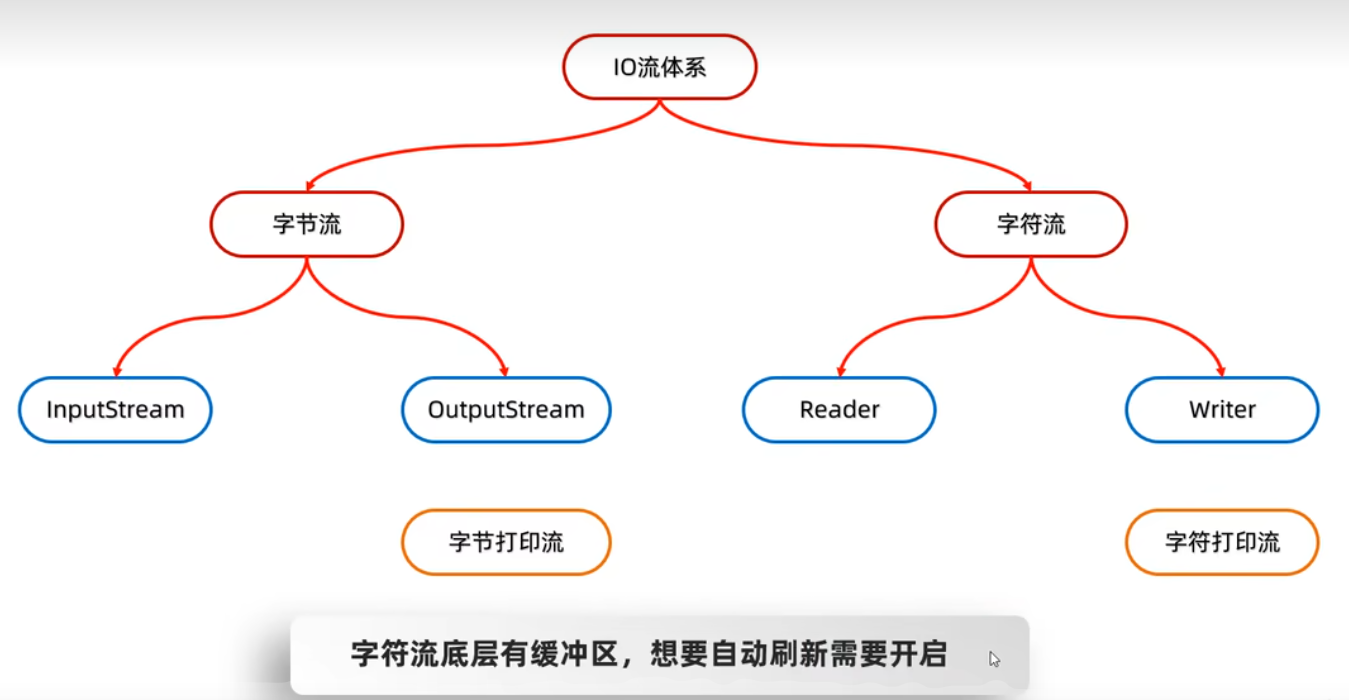 IO流体系
字节流
字符流
InputStream
OutputStream
Reader
Writer
字节打印流
字符打印流
字符流底层有缓冲区，想要自动刷新需要开启